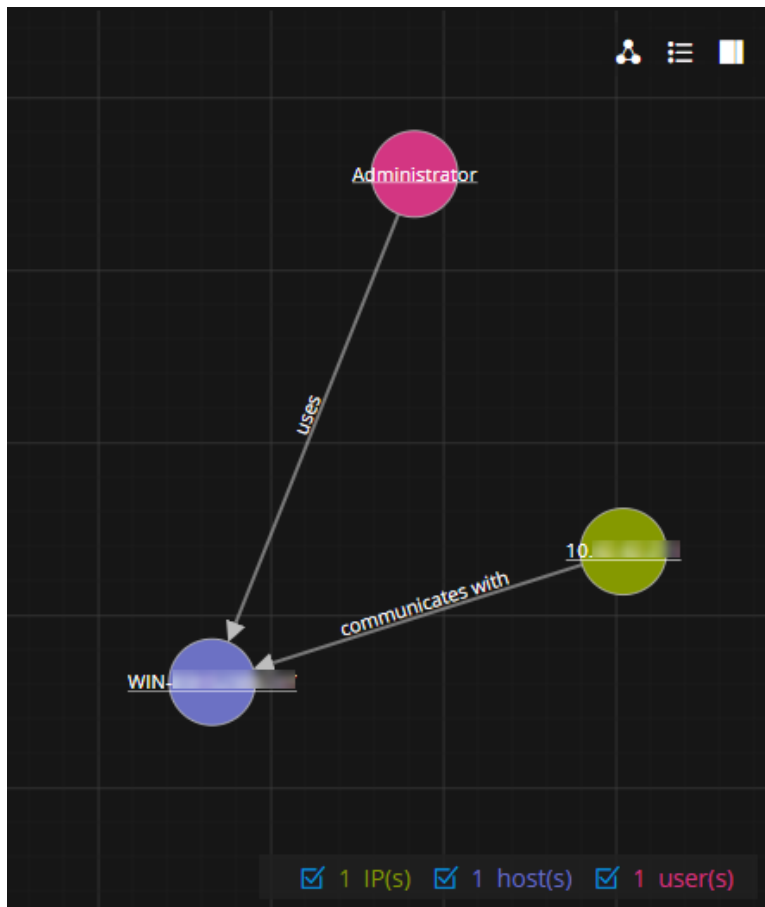 Administrator
uses
10.
communicates with
WIN-
1 IP(s) 1 host(s) 1 user(s)